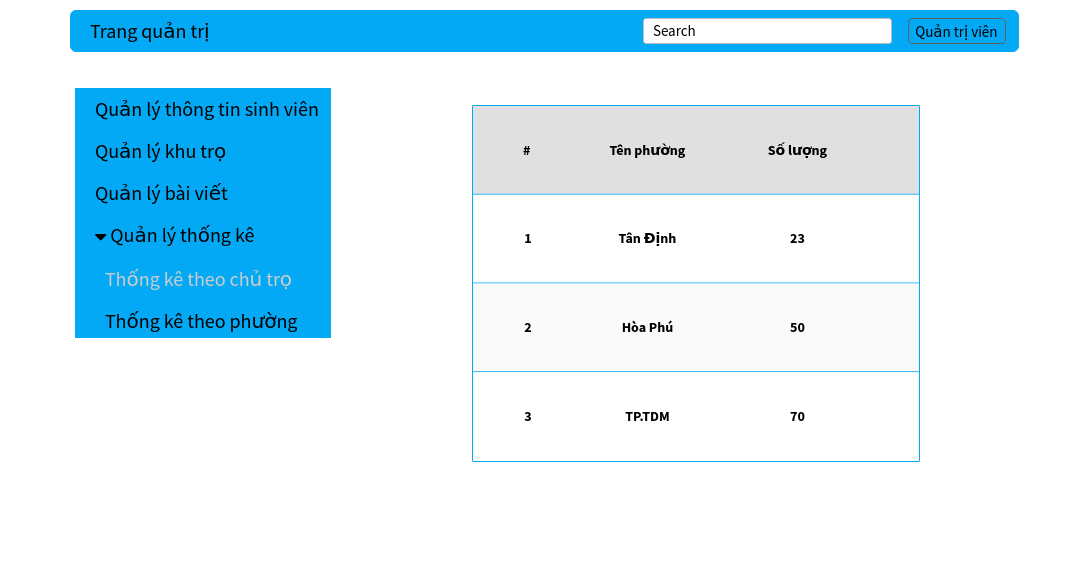 Trang quản trị
Search
Quản trị viên
Quản lý thông tin sinh viên
Quản lý khu trọ
Quản lý bài viết
Quản lý thống kê
Thống kê theo chủ trọ
Thống kê theo phường
# Tên phường Số lượng
1 Tân Định 23
2 Hòa Phú 50
3 TP.TDM 70